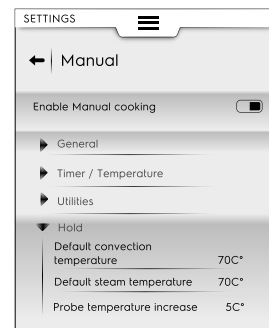 SETTINGS
Manual
Enable Manual cooking
General
Timer / Temperature
Utilities
Hold
Default convection
temperature 70C°
Default steam temperature 70C°
Probe temperature increase 5C°